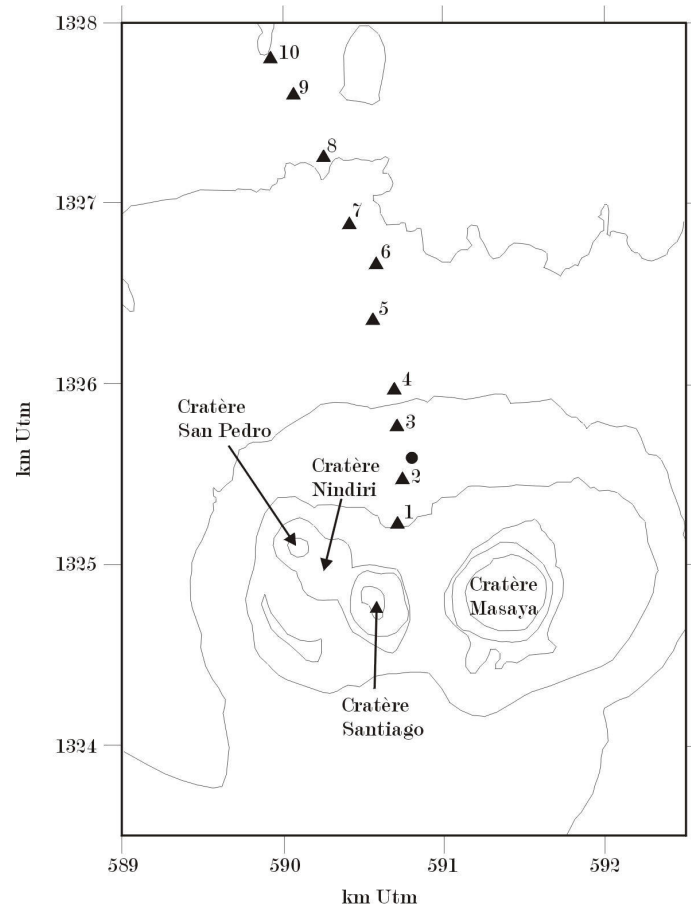 1328
10
9
8
1327
7
6
5
1326
4
Cratère
San Pedro
3
km Utm
Cratère
Nindiri
2
1
1325
Cratère
Masaya
Cratère
Santiago
1324
589
590
591
592
km Utm